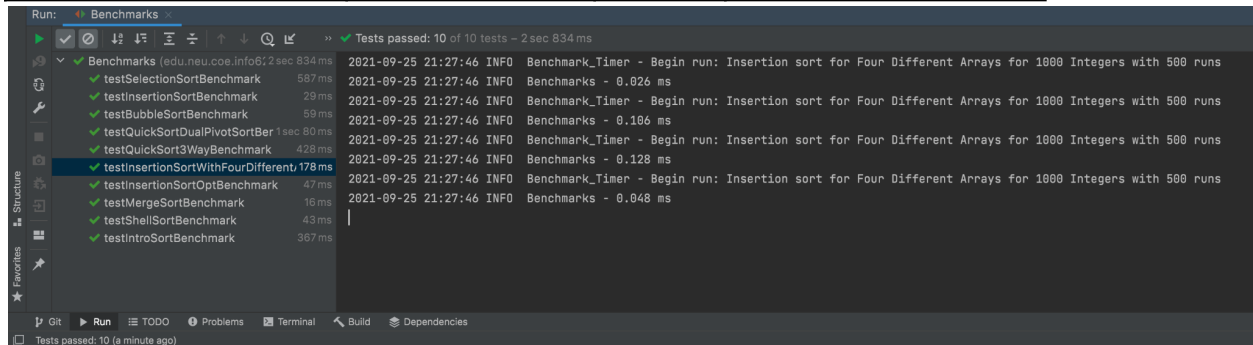 Run: Benchmarks ×
» Tests passed: 10 of 10 tests – 2 sec 834 ms
Benchmarks (edu.neu.coe.info62 2 sec 834 ms
testSelectionSortBenchmark 587 ms
testInsertionSortBenchmark 29 ms
testBubbleSortBenchmark 59 ms
testQuickSortDualPivotSortBer 1 sec 80 ms
testQuickSort3WayBenchmark 428 ms
testInsertionSortWithFourDifferent 178 ms
testInsertionSortOptBenchmark 47 ms
testMergeSortBenchmark 16 ms
testShellSortBenchmark 43 ms
testIntroSortBenchmark 367 ms
2021-09-25 21:27:46 INFO Benchmark_Timer - Begin run: Insertion sort for Four Different Arrays for 1000 Integers with 500 runs
2021-09-25 21:27:46 INFO Benchmarks - 0.026 ms
2021-09-25 21:27:46 INFO Benchmark_Timer - Begin run: Insertion sort for Four Different Arrays for 1000 Integers with 500 runs
2021-09-25 21:27:46 INFO Benchmarks - 0.106 ms
2021-09-25 21:27:46 INFO Benchmark_Timer - Begin run: Insertion sort for Four Different Arrays for 1000 Integers with 500 runs
2021-09-25 21:27:46 INFO Benchmarks - 0.128 ms
2021-09-25 21:27:46 INFO Benchmark_Timer - Begin run: Insertion sort for Four Different Arrays for 1000 Integers with 500 runs
2021-09-25 21:27:46 INFO Benchmarks - 0.048 ms
Structure
Favorites
Git Run TODO Problems Terminal Build Dependencies
Tests passed: 10 (a minute ago)